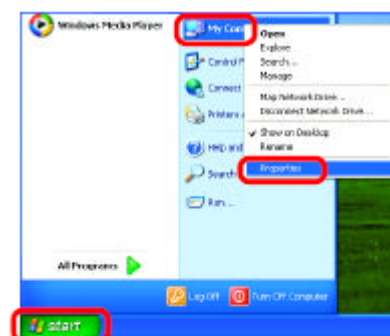 Windows Media Player
My Com
Open
Explore
Search...
Manage
Map Network Drive...
Disconnect Network Drive...
Show on Desktop
Rename
Properties
Control P
Connect
Printers
Help and
Search
Run...
All Programs
Log Off
Turn Off Computer
start